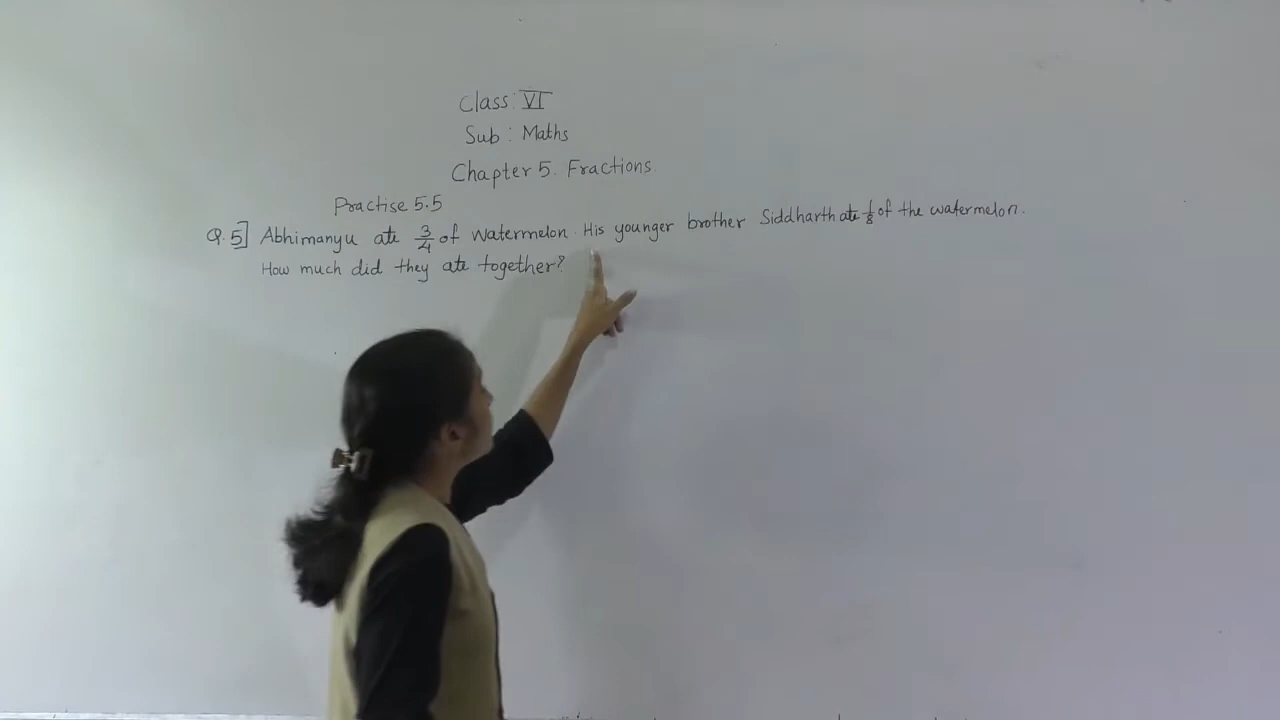 Class : VI
Sub : Maths
Chapter 5. Fractions
Practise 5.5
Q.5] Abhimanyu ate 3/4 of watermelon. His younger brother Siddharth ate 1/8 of the watermelon.
How much did they ate together?